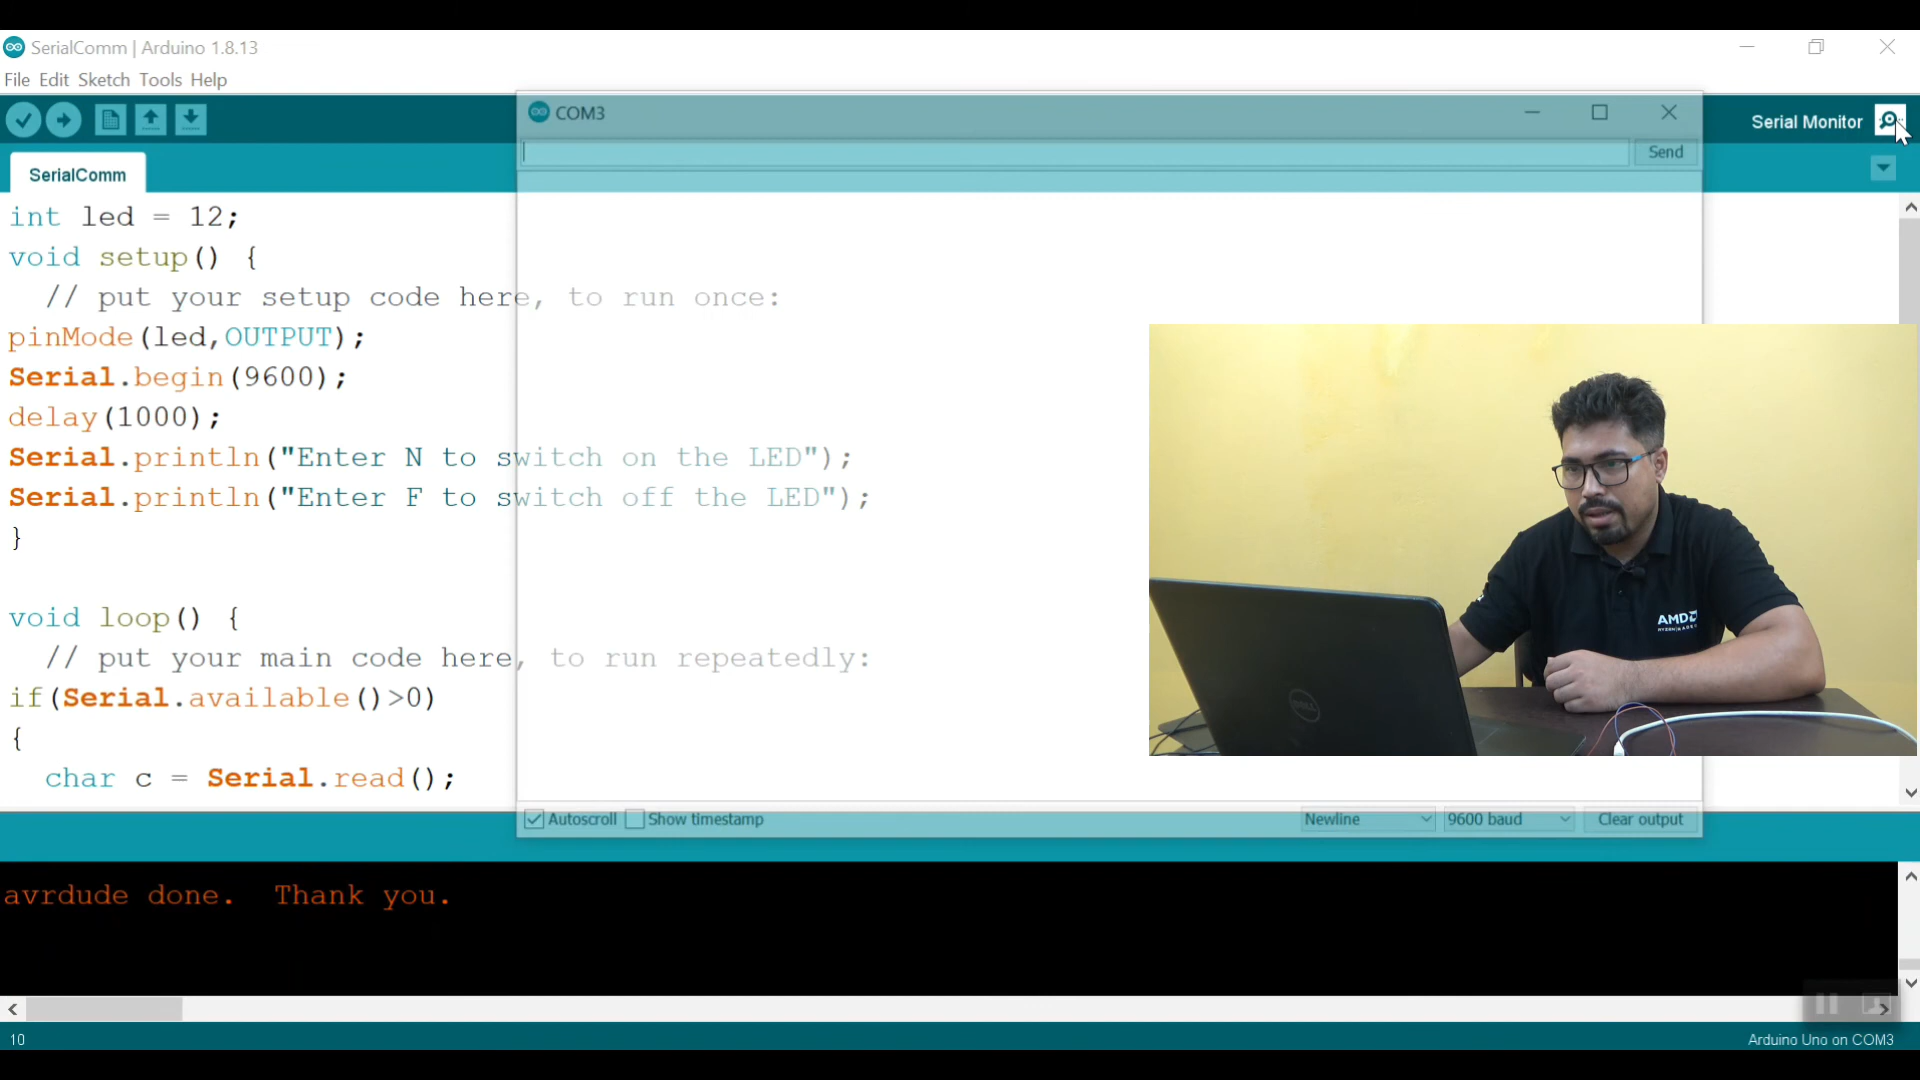 SerialComm | Arduino 1.8.13
File Edit Sketch Tools Help
COM3
Serial Monitor
Send
SerialComm
int led = 12;
void setup() {
// put your setup code here, to run once:
pinMode(led,OUTPUT);
Serial.begin(9600);
delay(1000);
Serial.println("Enter N to switch on the LED");
Serial.println("Enter F to switch off the LED");
}
void loop() {
// put your main code here, to run repeatedly:
if(Serial.available()>0)
{
char c = Serial.read();
AMD
DELL
Autoscroll Show timestamp Newline 9600 baud Clear output
avrdude done. Thank you.
10
Arduino Uno on COM3